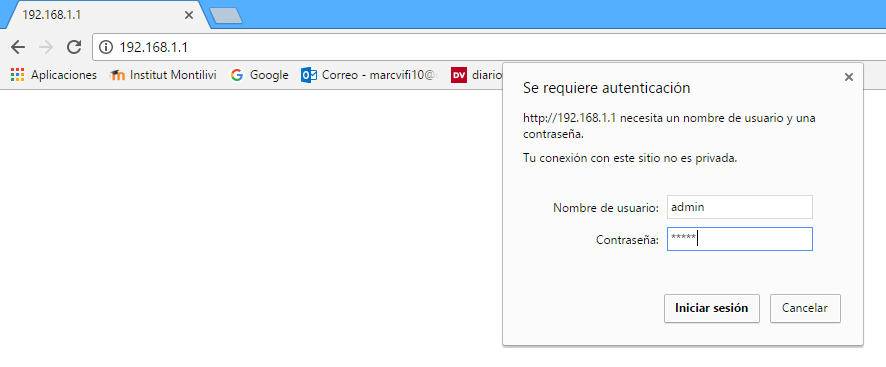 192.168.1.1
192.168.1.1
Aplicaciones Institut Montilivi Google Correo - marcvifi10@ DV diario
Se requiere autenticación
http://192.168.1.1 necesita un nombre de usuario y una
contraseña.
Tu conexión con este sitio no es privada.
Nombre de usuario: admin
Contraseña: *****
Iniciar sesión Cancelar